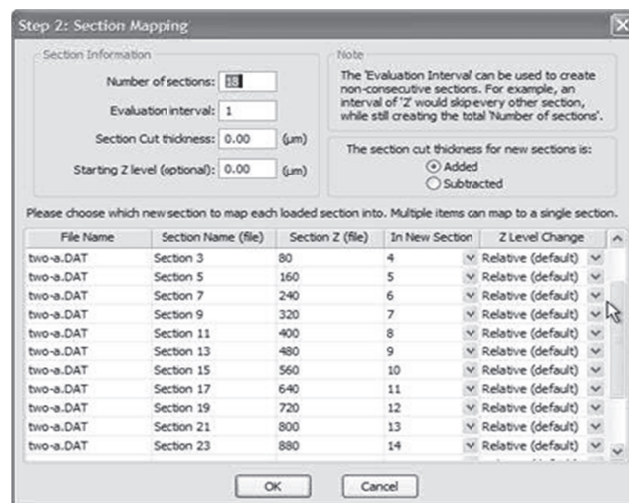 Step 2: Section Mapping
Section Information
Number of sections: 18
Evaluation interval: 1
Section Cut thickness: 0.00 (µm)
Starting Z level (optional): 0.00 (µm)
Note
The 'Evaluation Interval can be used to create
non-consecutive sections. For example, an
interval of '2' would skip every other section,
while still creating the total 'Number of sections'.
The section cut thickness for new sections is:
Added
Subtracted
Please choose which new section to map each loaded section into. Multiple items can map to a single section.
File Name Section Name (file) Section Z (file) In New Section Z Level Change
two-a.DAT Section 3 80 4 Relative (default)
two-a.DAT Section 5 160 5 Relative (default)
two-a.DAT Section 7 240 6 Relative (default)
two-a.DAT Section 9 320 7 Relative (default)
two-a.DAT Section 11 400 8 Relative (default)
two-a.DAT Section 13 480 9 Relative (default)
two-a.DAT Section 15 560 10 Relative (default)
two-a.DAT Section 17 640 11 Relative (default)
two-a.DAT Section 19 720 12 Relative (default)
two-a.DAT Section 21 800 13 Relative (default)
two-a.DAT Section 23 880 14 Relative (default)
OK Cancel